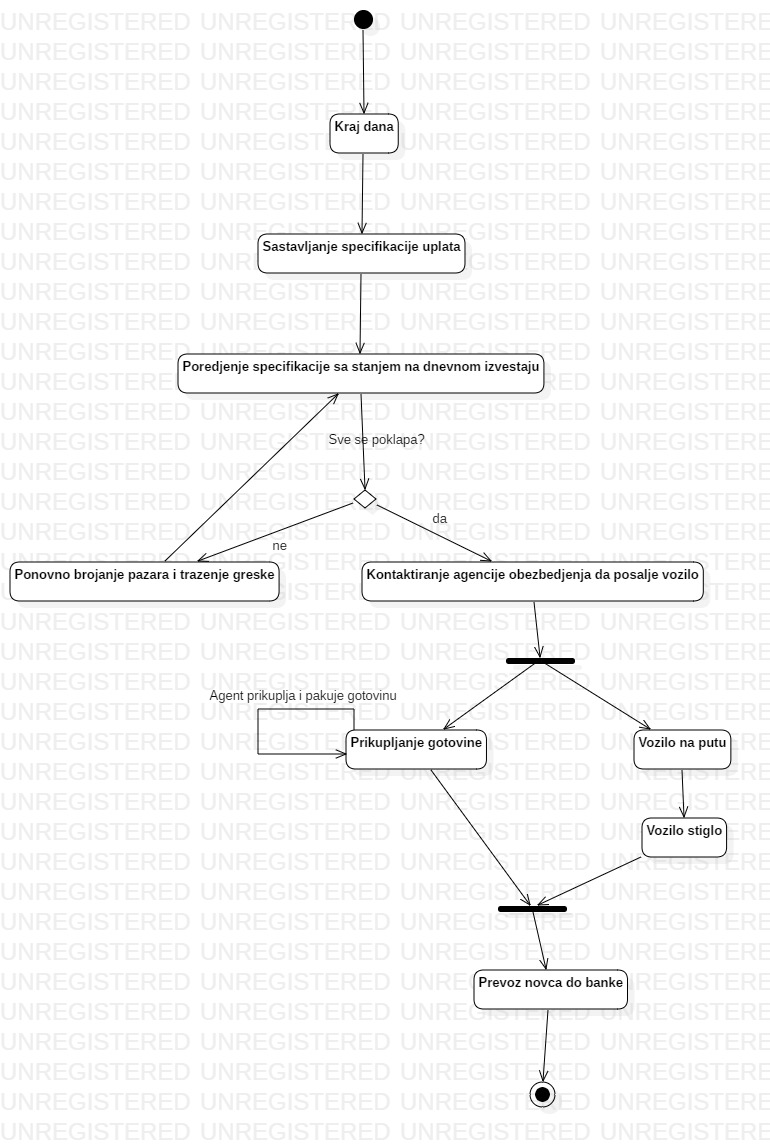 Kraj dana
Sastavljanje specifikacije uplata
Poredjenje specifikacije sa stanjem na dnevnom izvestaju
Sve se poklapa?
da
ne
Ponovno brojanje pazara i trazenje greske
Kontaktiranje agencije obezbedjenja da posalje vozilo
Agent prikuplja i pakuje gotovinu
Prikupljanje gotovine
Vozilo na putu
Vozilo stiglo
Prevoz novca do banke
UNREGISTERED